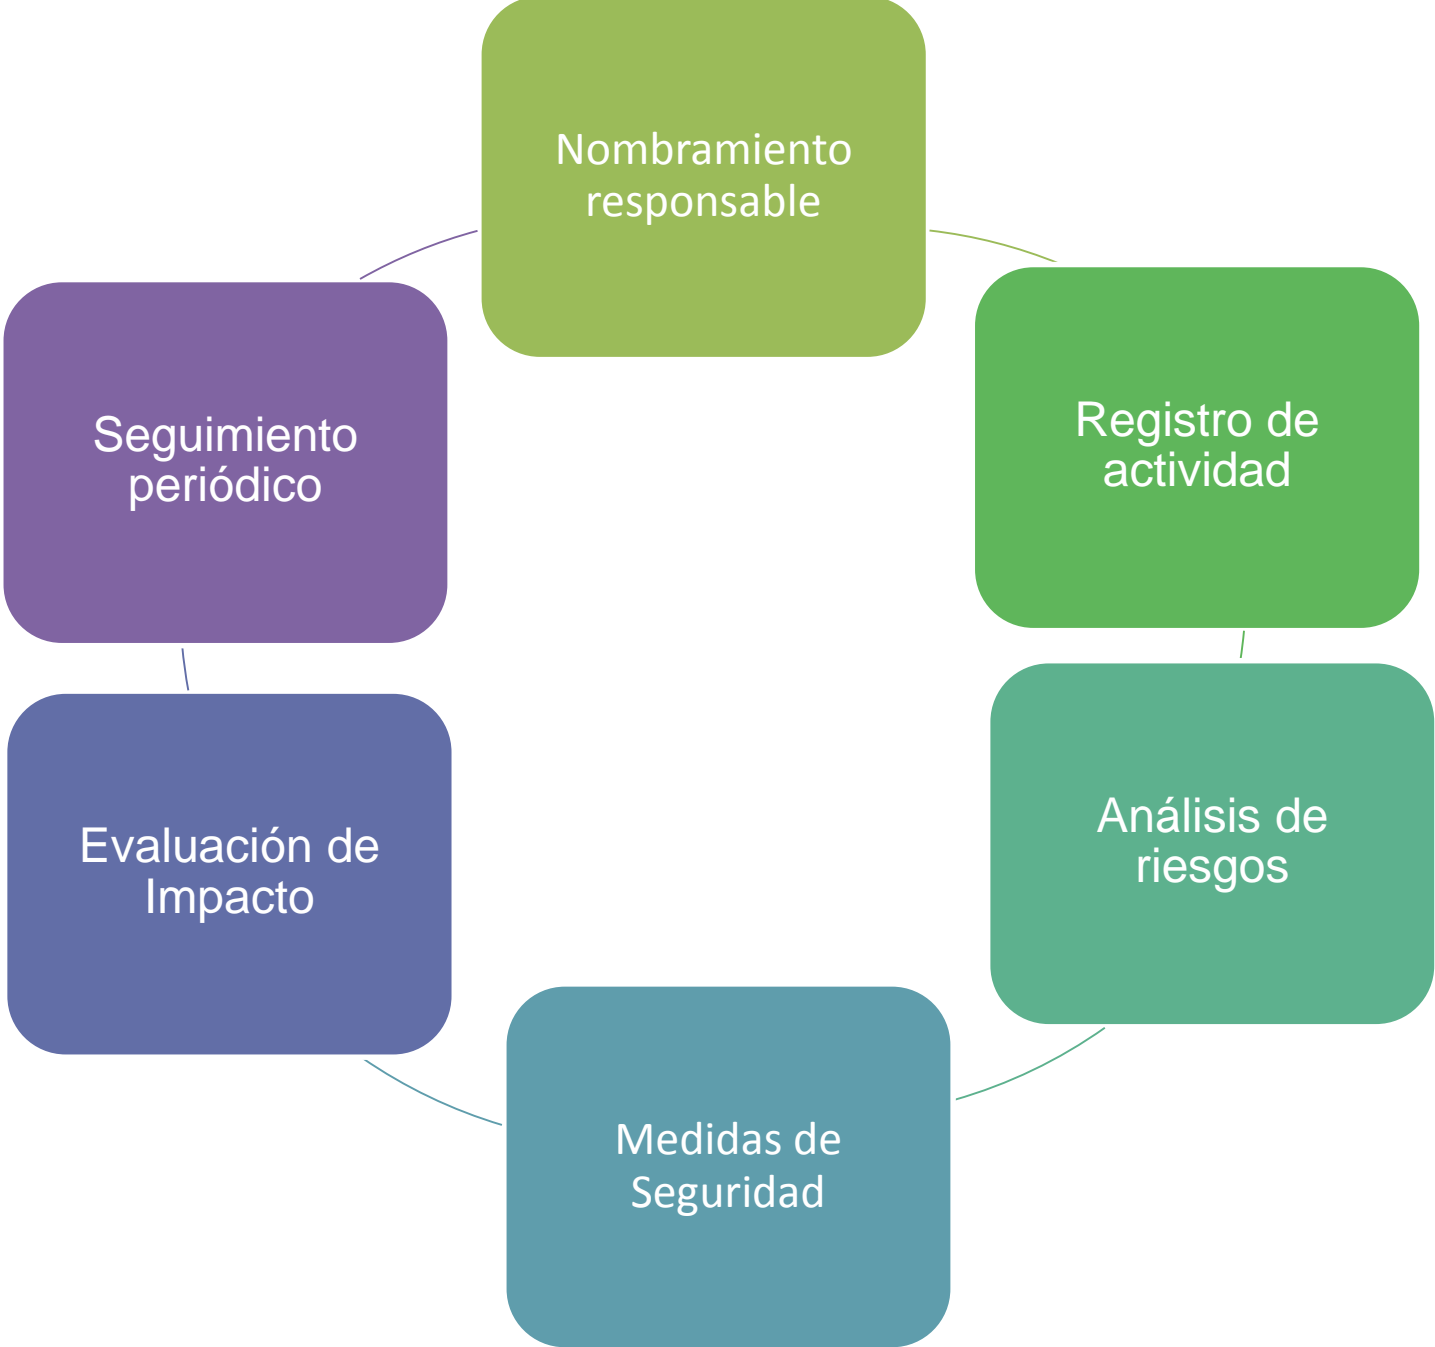 Nombramiento
responsable
Registro de
actividad
Análisis de
riesgos
Medidas de
Seguridad
Evaluación de
Impacto
Seguimiento
periódico